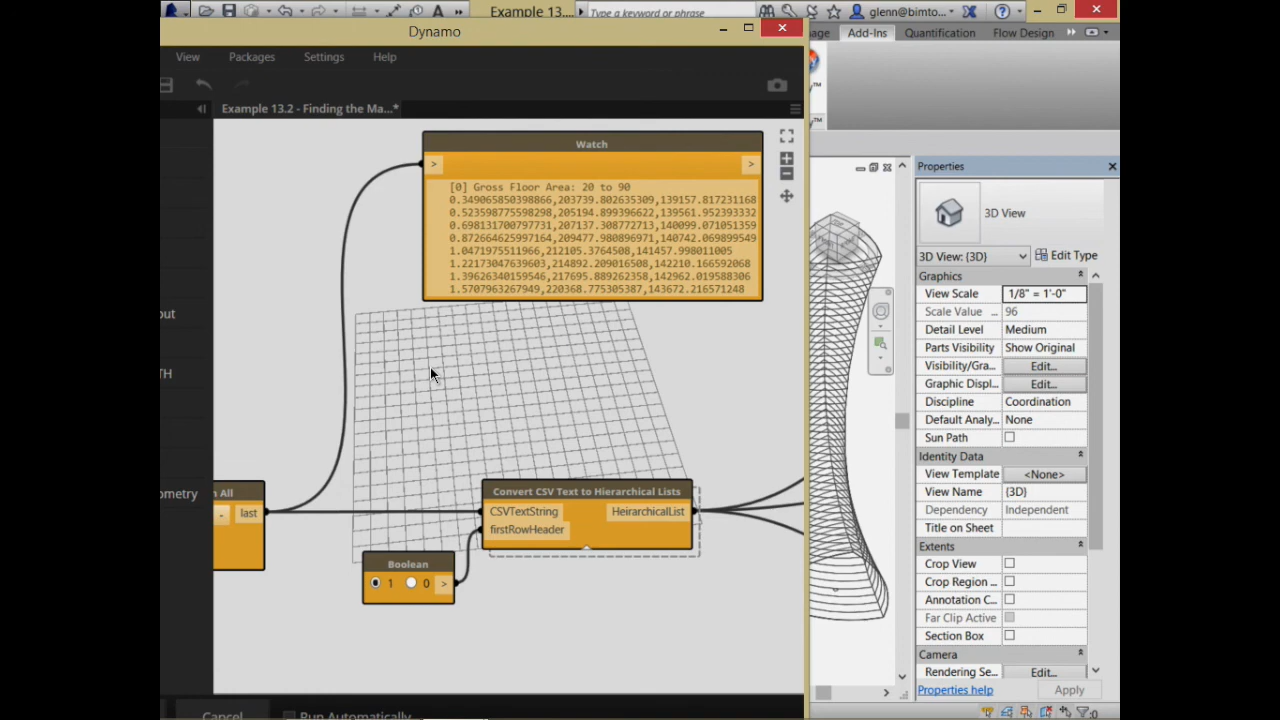 Example 13....
Type a keyword or phrase
glenn@bimto...
Dynamo
Add-Ins
Quantification
Flow Design
View
Packages
Settings
Help
Example 13.2 - Finding the Ma...*
Watch
>
>
[0] Gross Floor Area: 20 to 90
0.349065850398866,203739.802635309,139157.817231168
0.523598775598298,205194.899396622,139561.952393332
0.698131700797731,207137.308772713,140099.071051359
0.872664625997164,209477.980896971,140742.069899549
1.0471975511966,212105.3764508,141457.998011005
1.22173047639603,214892.209016508,142210.166592068
1.39626340159546,217695.889262358,142962.019588306
1.5707963267949,220368.775305387,143672.216571248
Properties
3D View
3D View: {3D}
Edit Type
Graphics
View Scale
1/8" = 1'-0"
Scale Value ...
96
Detail Level
Medium
Parts Visibility
Show Original
Visibility/Gra...
Edit...
Graphic Displ...
Edit...
Discipline
Coordination
Default Analy...
None
Sun Path
Identity Data
View Template
<None>
View Name
{3D}
Dependency
Independent
Title on Sheet
Extents
Crop View
Crop Region ...
Annotation C...
Far Clip Active
Section Box
Camera
Rendering Se...
Edit...
Properties help
Apply
out
TH
ometry
n All
last
Convert CSV Text to Hierarchical Lists
CSVTextString
HeirarchicalList
firstRowHeader
Boolean
1
0
>
Cancel
Run Automatically
:0